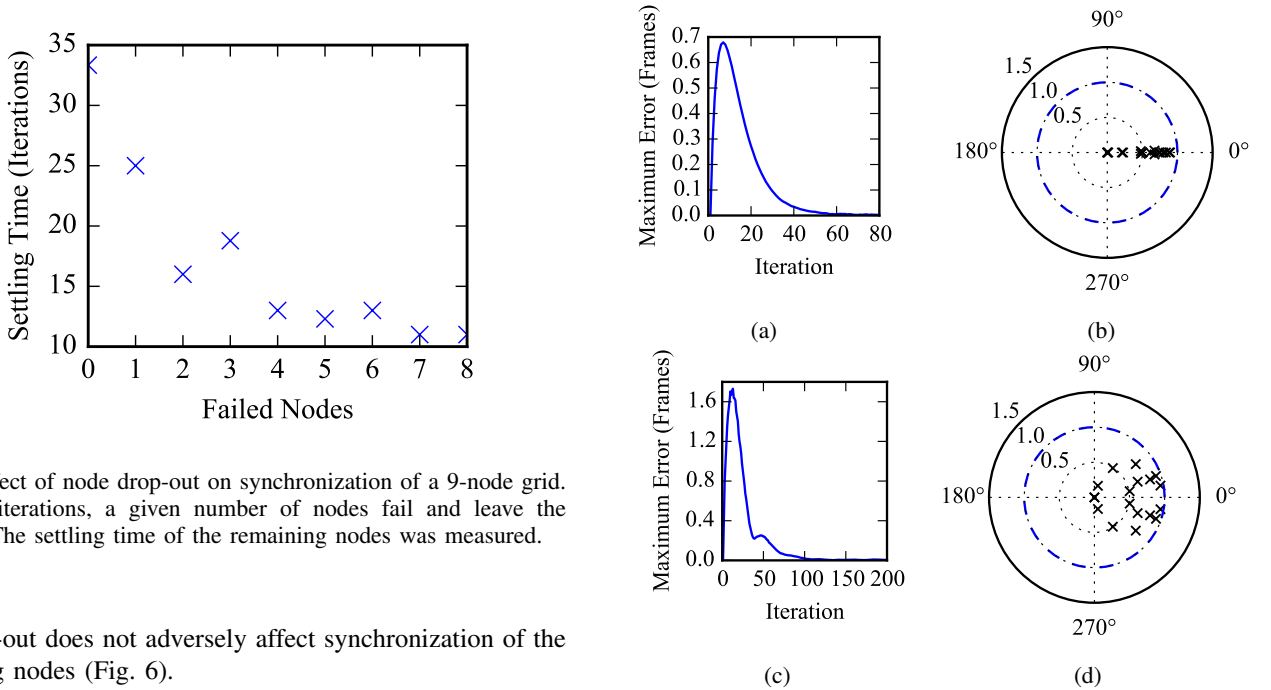 35
30
25
20
15
10
Settling Time (Iterations)
0 1 2 3 4 5 6 7 8
Failed Nodes
ect of node drop-out on synchronization of a 9-node grid.
iterations, a given number of nodes fail and leave the
The settling time of the remaining nodes was measured.
-out does not adversely affect synchronization of the
g nodes (Fig. 6).
0.7
0.6
0.5
0.4
0.3
0.2
0.1
0.0
Maximum Error (Frames)
0 20 40 60 80
Iteration
(a)
90°
1.5
1.0
0.5
180°
0°
270°
(b)
1.6
1.2
0.8
0.4
0.0
Maximum Error (Frames)
0 50 100 150 200
Iteration
(c)
90°
1.5
1.0
0.5
180°
0°
270°
(d)